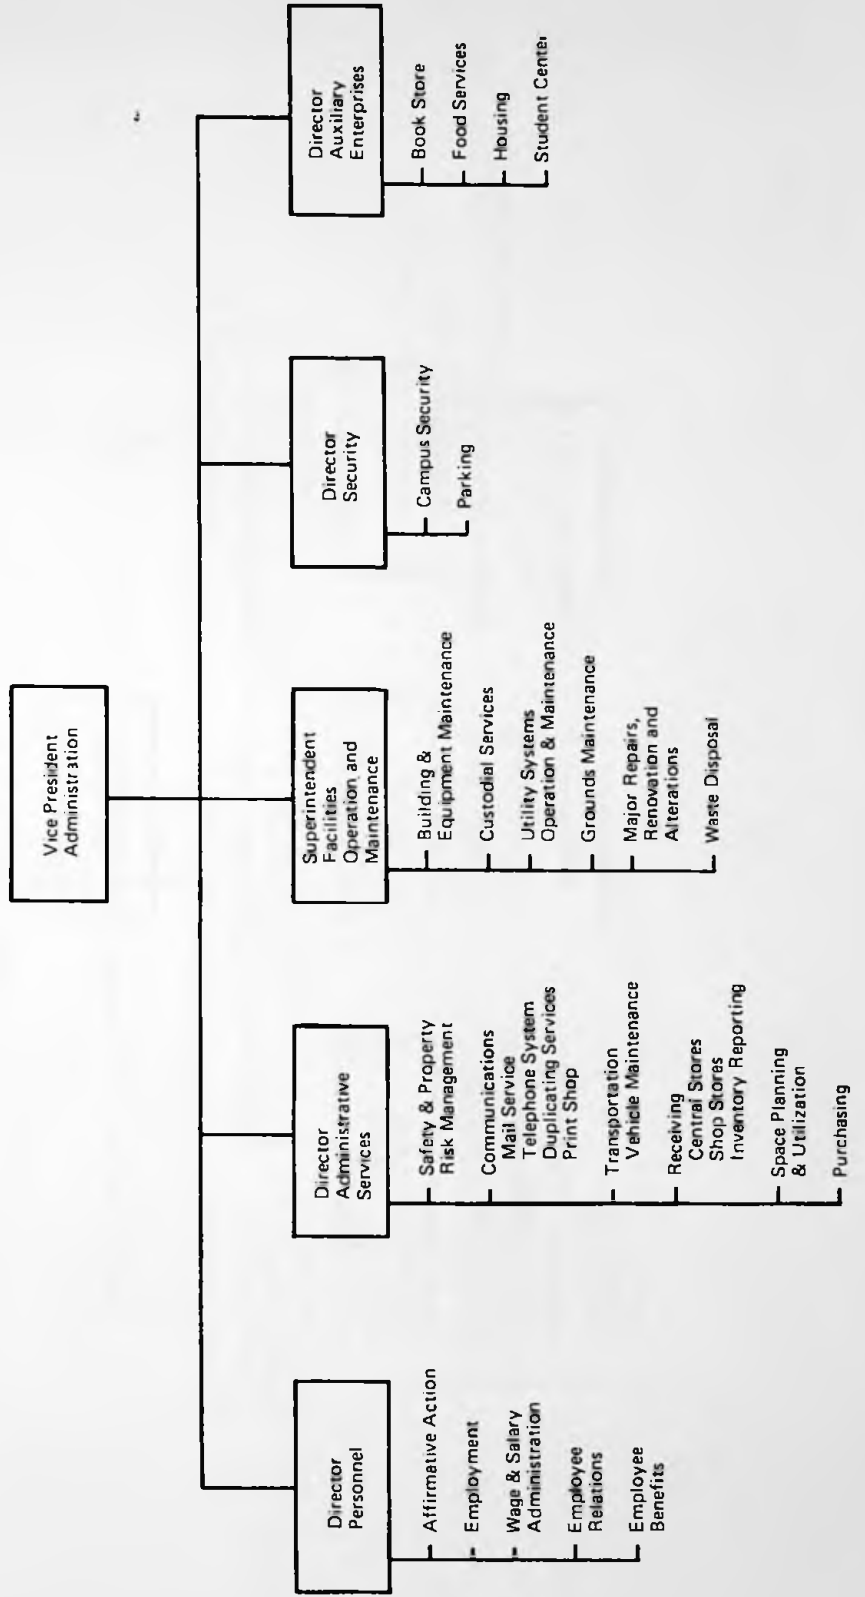 Vice President
Administration
Director
Personnel
Affirmative Action
Employment
Wage & Salary
Administration
Employee
Relations
Employee
Benefits
Director
Administrative
Services
Safety & Property
Risk Management
Communications
Mail Service
Telephone System
Duplicating Services
Print Shop
Transportation
Vehicle Maintenance
Receiving
Central Stores
Shop Stores
Inventory Reporting
Space Planning
& Utilization
Purchasing
Superintendent
Facilities
Operation and
Maintenance
Building &
Equipment Maintenance
Custodial Services
Utility Systems
Operation & Maintenance
Grounds Maintenance
Major Repairs,
Renovation and
Alterations
Waste Disposal
Director
Security
Campus Security
Parking
Director
Auxiliary
Enterprises
Book Store
Food Services
Housing
Student Center